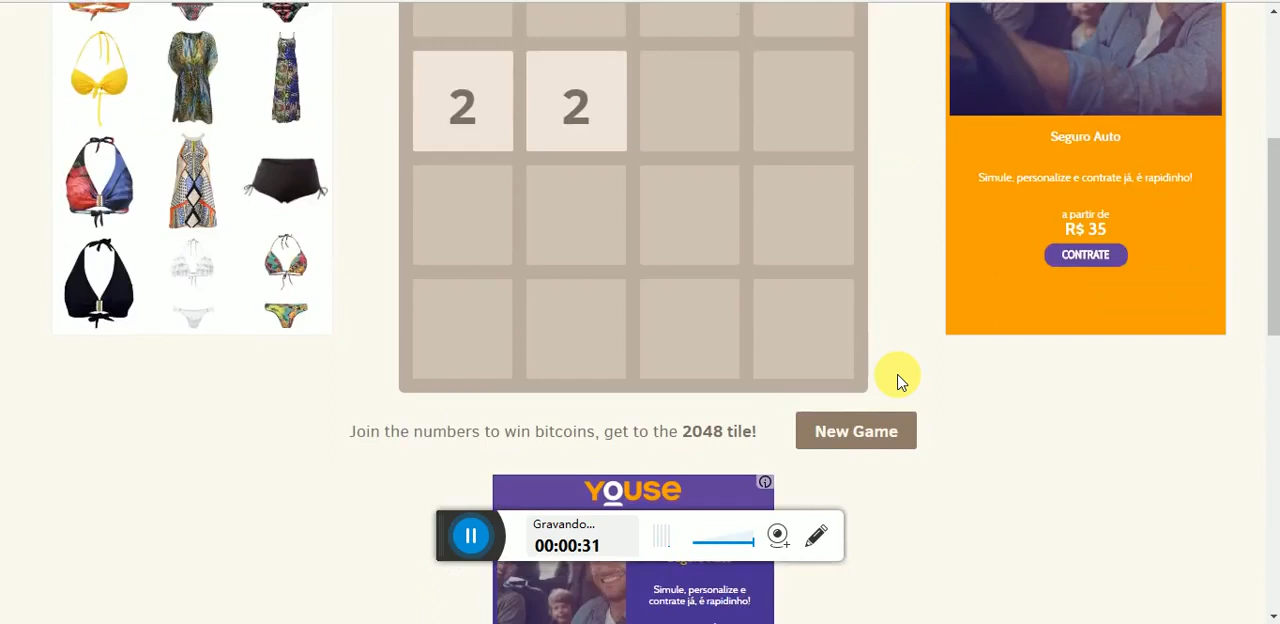 2 2
Seguro Auto
Simule, personalize e contrate já, é rapidinho!
a partir de
R$ 35
CONTRATE
Join the numbers to win bitcoins, get to the 2048 tile!
New Game
YOUSE
Gravando...
00:00:31
Simule, personalize e
contrate já, é rapidinho!